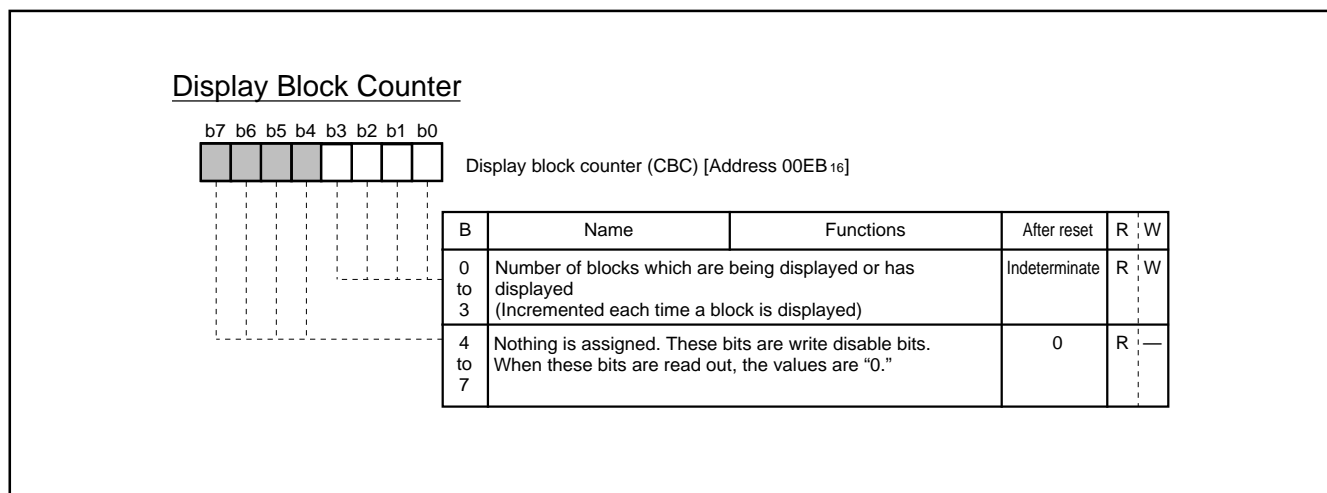 Display Block Counter
b7 b6 b5 b4 b3 b2 b1 b0
Display block counter (CBC) [Address 00EB16]
B Name Functions After reset R W
0 to 3 Number of blocks which are being displayed or has Indeterminate R W
displayed
(Incremented each time a block is displayed)
4 to 7 Nothing is assigned. These bits are write disable bits. 0 R —
When these bits are read out, the values are “0.”